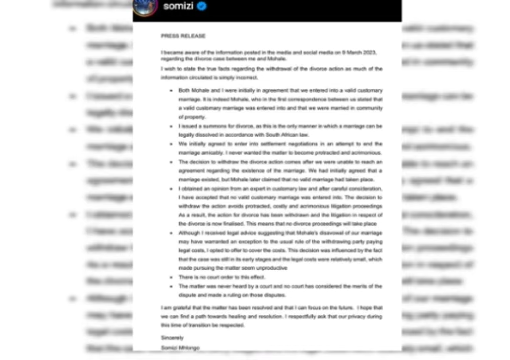 somizi
PRESS RELEASE
I became aware of the information posted in the media and social media on 9 March 2023,
regarding the divorce case between me and Mohale.
I wish to state the true facts regarding the withdrawal of the divorce action as much of the
information circulated is simply incorrect.
• Both Mohale and I were initially in agreement that we entered into a valid customary
marriage. It is indeed Mohale, who in the first correspondence between us stated that
a valid customary marriage was entered into and that we were married in community
of property.
• I issued a summons for divorce, as this is the only manner in which a marriage can be
legally dissolved in accordance with South African law.
• We initially agreed to enter into settlement negotiations in an attempt to end the
marriage amicably. I never wanted the matter to become protracted and acrimonious.
• The decision to withdraw the divorce action comes after we were unable to reach an
agreement regarding the existence of the marriage. We had initially agreed that a
marriage existed, but Mohale later claimed that no valid marriage had taken place.
• I obtained an opinion from an expert in customary law and after careful consideration,
I have accepted that no valid customary marriage was entered into. The decision to
withdraw the action avoids protracted, costly and acrimonious litigation proceedings
As a result, the action for divorce has been withdrawn and the litigation in respect of
the divorce is now finalised. This means that no divorce proceedings will take place
• Although I received legal advice suggesting that Mohale's disavowal of our marriage
may have warranted an exception to the usual rule of the withdrawing party paying
legal costs, I opted to offer to cover the costs. This decision was influenced by the fact
that the case was still in its early stages and the legal costs were relatively small, which
made pursuing the matter seem unproductive
• There is no court order to this effect.
• The matter was never heard by a court and no court has considered the merits of the
dispute and made a ruling on those disputes.
I am grateful that the matter has been resolved and that I can focus on the future. I hope that
we can find a path towards healing and resolution. I respectfully ask that our privacy during
this time of transition be respected.
Sincerely
Somizi Mhlongo